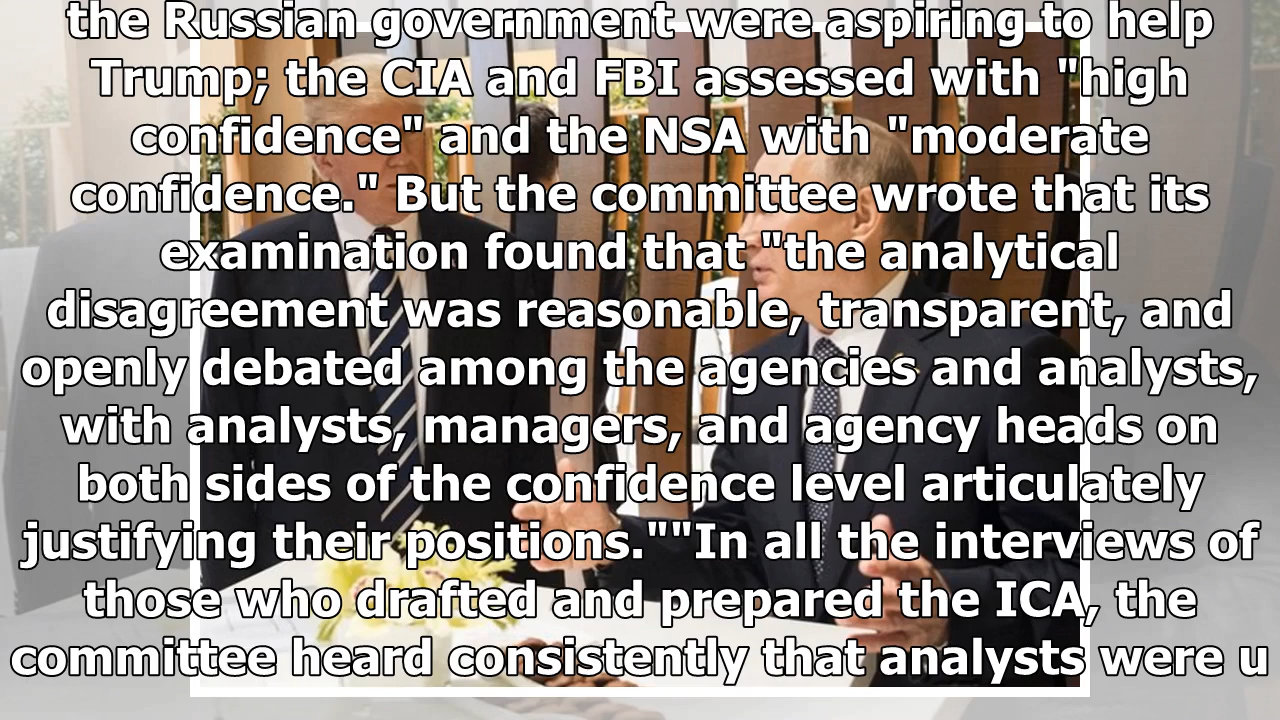 the Russian government were aspiring to help
Trump; the CIA and FBI assessed with "high
confidence" and the NSA with "moderate
confidence." But the committee wrote that its
examination found that "the analytical
disagreement was reasonable, transparent, and
openly debated among the agencies and analysts,
with analysts, managers, and agency heads on
both sides of the confidence level articulately
justifying their positions.""In all the interviews of
those who drafted and prepared the ICA, the
committee heard consistently that analysts were u